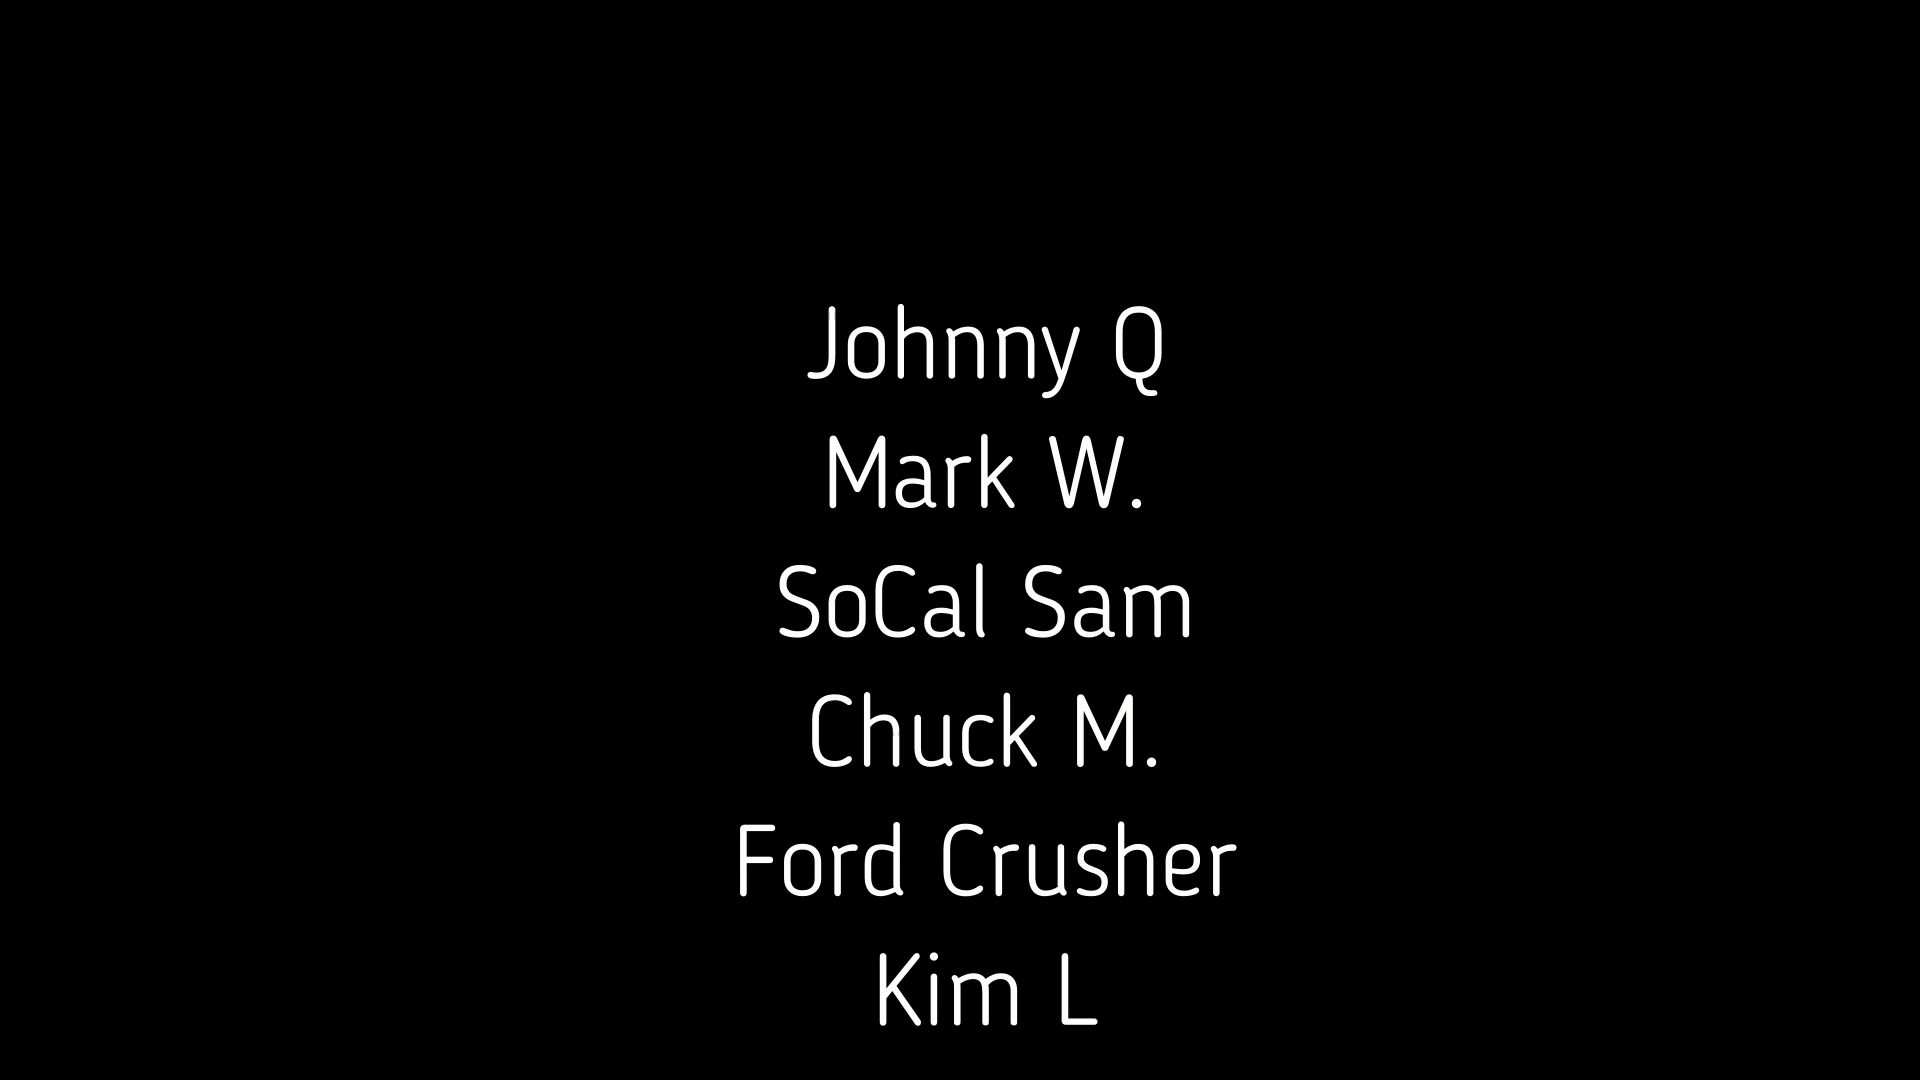 Johnny Q
Mark W.
SoCal Sam
Chuck M.
Ford Crusher
Kim L